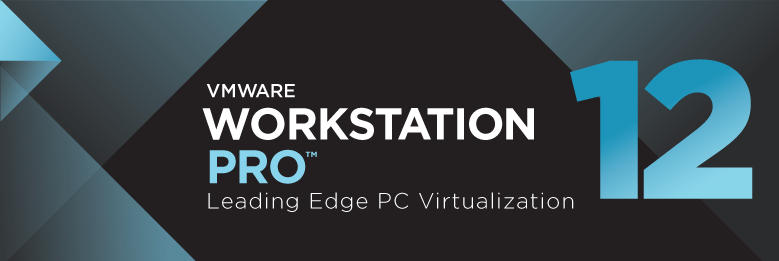 VMWARE
WORKSTATION
PRO™
Leading Edge PC Virtualization
12